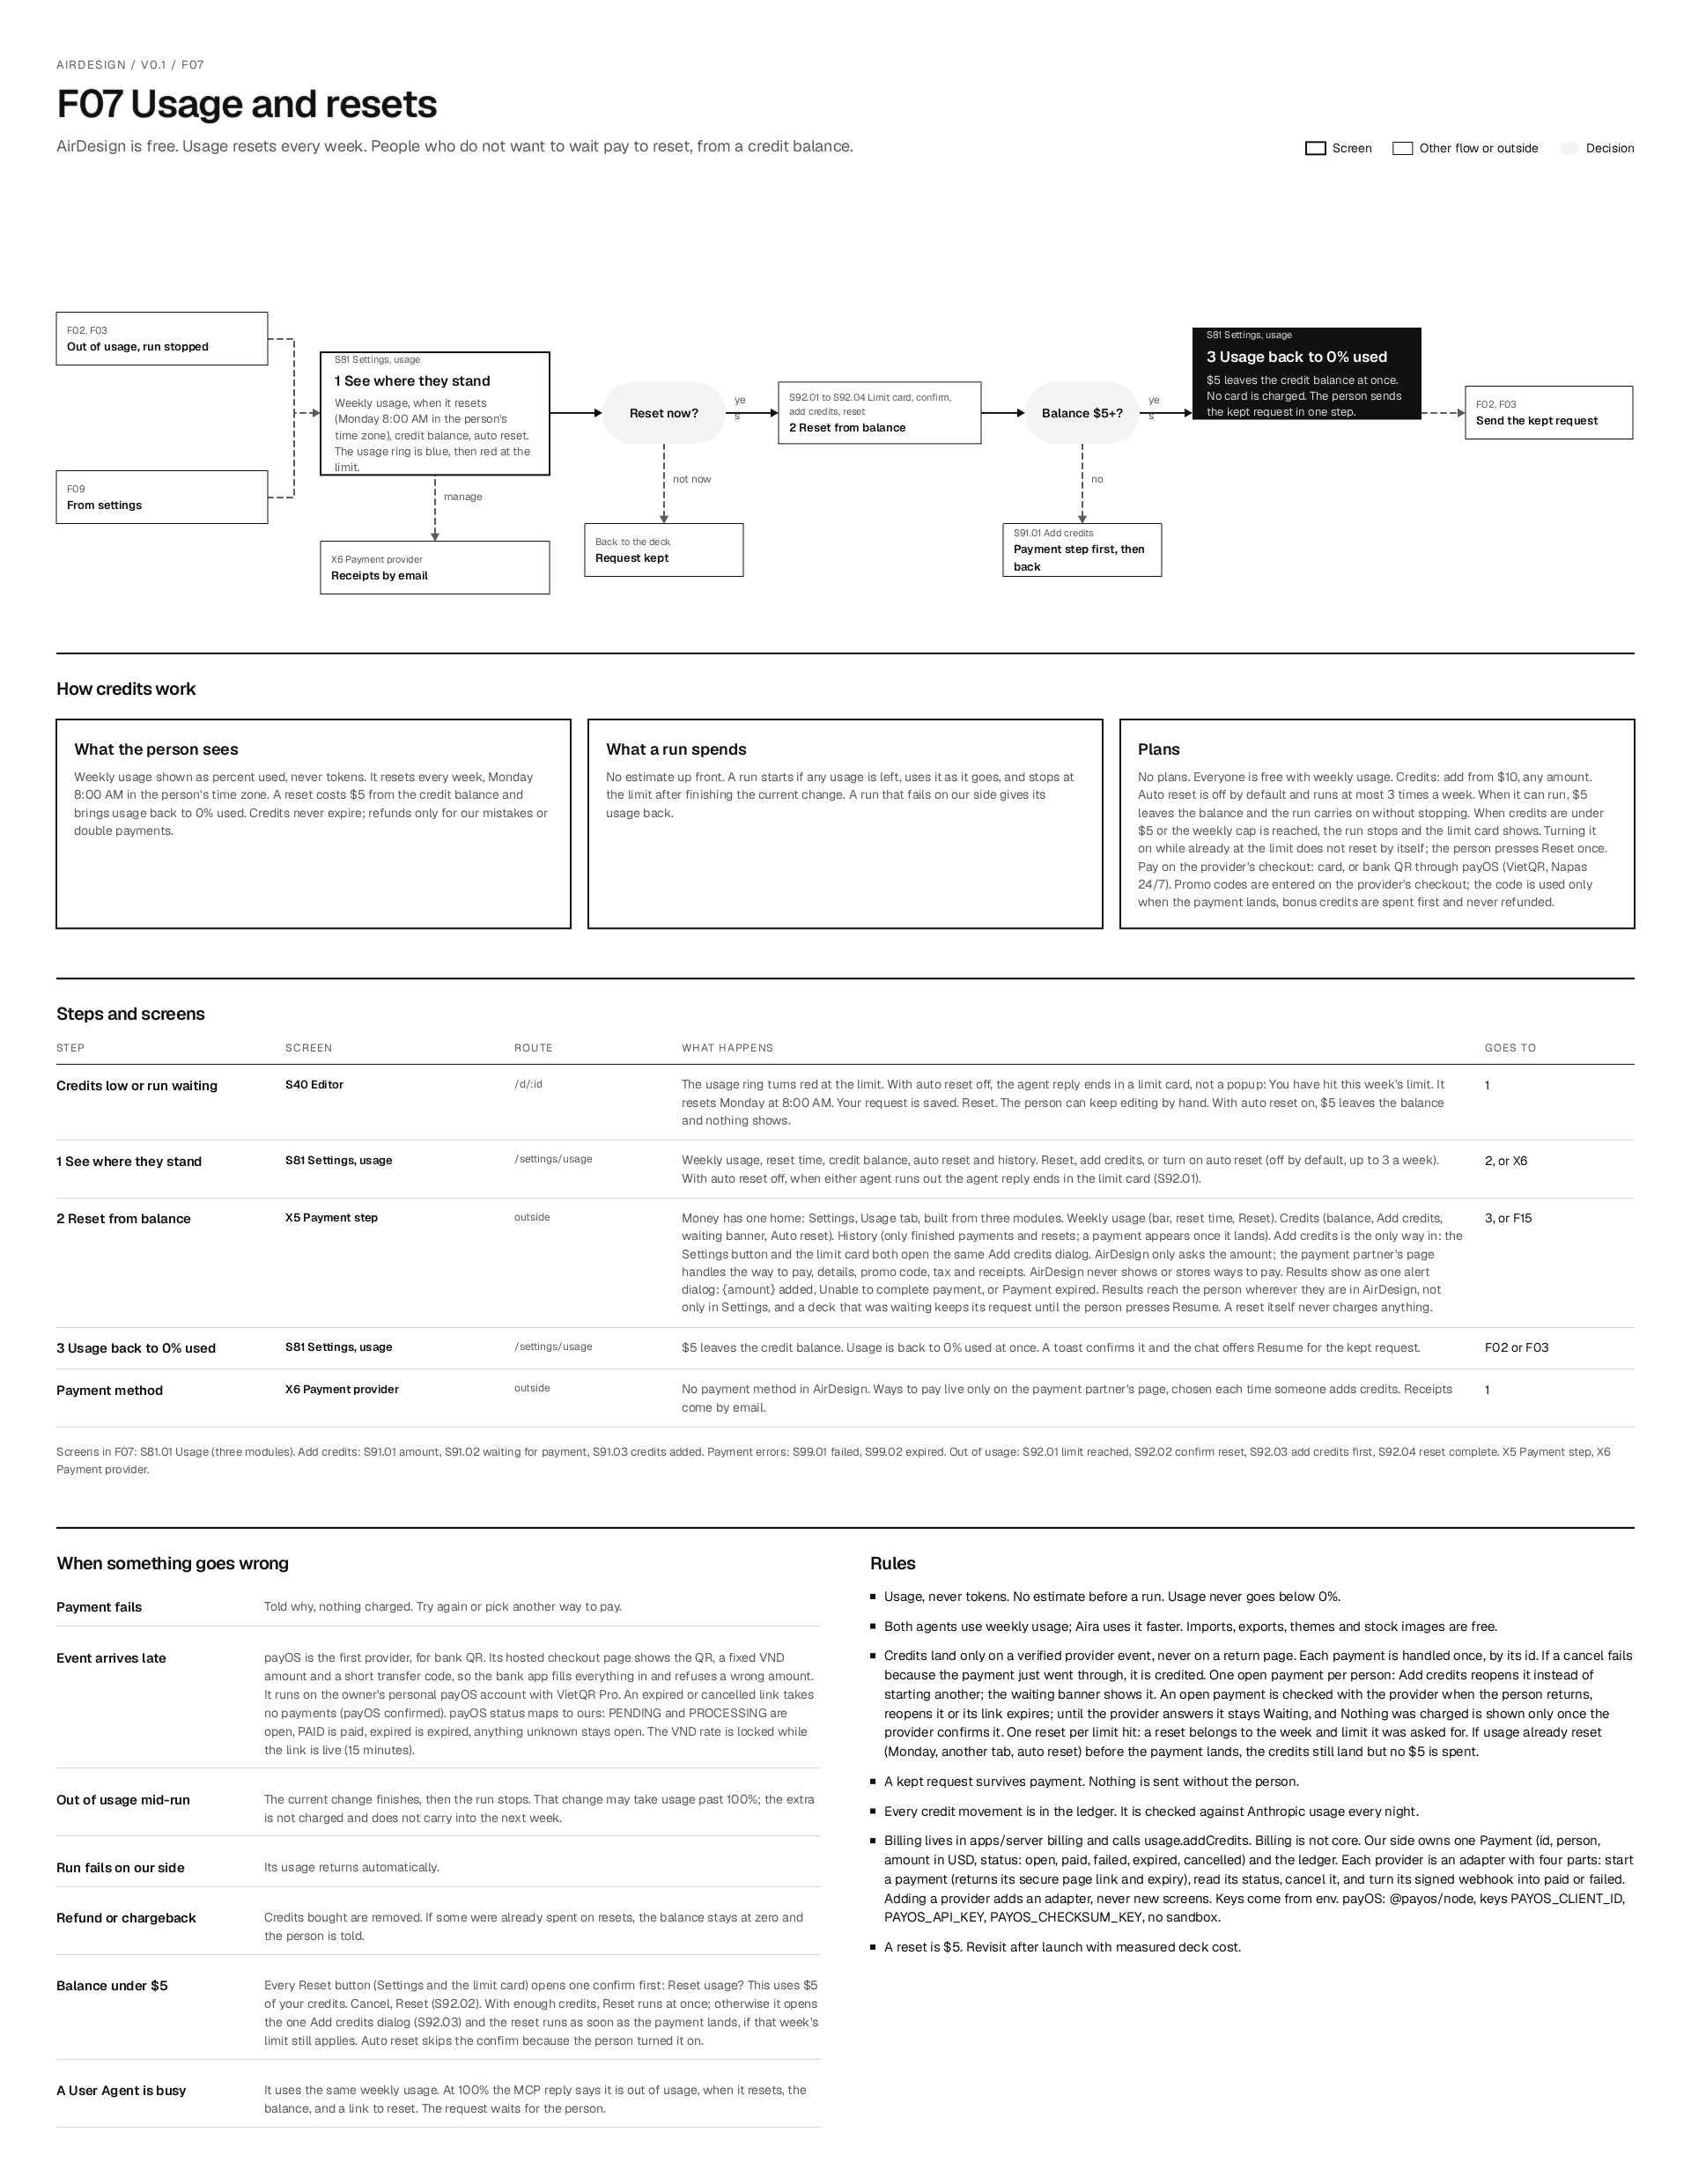 AIRDESIGN / V0.1 / F07
F07 Usage and resets
AirDesign is free. Usage resets every week. People who do not want to wait pay to reset, from a credit balance.
Screen
Other flow or outside
Decision
F02, F03
Out of usage, run stopped
F09
From settings
S81 Settings, usage
1 See where they stand
Weekly usage, when it resets
(Monday 8:00 AM in the person's
time zone), credit balance, auto reset.
The usage ring is blue, then red at the
limit.
manage
X6 Payment provider
Receipts by email
Reset now?
ye
s
not now
Back to the deck
Request kept
S92.01 to S92.04 Limit card, confirm,
add credits, reset
2 Reset from balance
Balance $5+?
ye
s
no
S91.01 Add credits
Payment step first, then
back
S81 Settings, usage
3 Usage back to 0% used
$5 leaves the credit balance at once.
No card is charged. The person sends
the kept request in one step.
F02, F03
Send the kept request
How credits work
What the person sees
Weekly usage shown as percent used, never tokens. It resets every week, Monday
8:00 AM in the person's time zone. A reset costs $5 from the credit balance and
brings usage back to 0% used. Credits never expire; refunds only for our mistakes or
double payments.
What a run spends
No estimate up front. A run starts if any usage is left, uses it as it goes, and stops at
the limit after finishing the current change. A run that fails on our side gives its
usage back.
Plans
No plans. Everyone is free with weekly usage. Credits: add from $10, any amount.
Auto reset is off by default and runs at most 3 times a week. When it can run, $5
leaves the balance and the run carries on without stopping. When credits are under
$5 or the weekly cap is reached, the run stops and the limit card shows. Turning it
on while already at the limit does not reset by itself; the person presses Reset once.
Pay on the provider's checkout: card, or bank QR through payOS (VietQR, Napas
24/7). Promo codes are entered on the provider's checkout; the code is used only
when the payment lands, bonus credits are spent first and never refunded.
Steps and screens
STEP
SCREEN
ROUTE
WHAT HAPPENS
GOES TO
Credits low or run waiting
S40 Editor
/d/:id
The usage ring turns red at the limit. With auto reset off, the agent reply ends in a limit card, not a popup: You have hit this week's limit. It
resets Monday at 8:00 AM. Your request is saved. Reset. The person can keep editing by hand. With auto reset on, $5 leaves the balance
and nothing shows.
1
1 See where they stand
S81 Settings, usage
/settings/usage
Weekly usage, reset time, credit balance, auto reset and history. Reset, add credits, or turn on auto reset (off by default, up to 3 a week).
With auto reset off, when either agent runs out the agent reply ends in the limit card (S92.01).
2, or X6
2 Reset from balance
X5 Payment step
outside
Money has one home: Settings, Usage tab, built from three modules. Weekly usage (bar, reset time, Reset). Credits (balance, Add credits,
waiting banner, Auto reset). History (only finished payments and resets; a payment appears once it lands). Add credits is the only way in: the
Settings button and the limit card both open the same Add credits dialog. AirDesign only asks the amount; the payment partner's page
handles the way to pay, details, promo code, tax and receipts. AirDesign never shows or stores ways to pay. Results show as one alert
dialog: {amount} added, Unable to complete payment, or Payment expired. Results reach the person wherever they are in AirDesign, not
only in Settings, and a deck that was waiting keeps its request until the person presses Resume. A reset itself never charges anything.
3, or F15
3 Usage back to 0% used
S81 Settings, usage
/settings/usage
$5 leaves the credit balance. Usage is back to 0% used at once. A toast confirms it and the chat offers Resume for the kept request.
F02 or F03
Payment method
X6 Payment provider
outside
No payment method in AirDesign. Ways to pay live only on the payment partner's page, chosen each time someone adds credits. Receipts
come by email.
1
Screens in F07: S81.01 Usage (three modules). Add credits: S91.01 amount, S91.02 waiting for payment, S91.03 credits added. Payment errors: S99.01 failed, S99.02 expired. Out of usage: S92.01 limit reached, S92.02 confirm reset, S92.03 add credits first, S92.04 reset complete. X5 Payment step, X6
Payment provider.
When something goes wrong
Payment fails
Told why, nothing charged. Try again or pick another way to pay.
Event arrives late
payOS is the first provider, for bank QR. Its hosted checkout page shows the QR, a fixed VND
amount and a short transfer code, so the bank app fills everything in and refuses a wrong amount.
It runs on the owner's personal payOS account with VietQR Pro. An expired or cancelled link takes
no payments (payOS confirmed). payOS status maps to ours: PENDING and PROCESSING are
open, PAID is paid, expired is expired, anything unknown stays open. The VND rate is locked while
the link is live (15 minutes).
Out of usage mid-run
The current change finishes, then the run stops. That change may take usage past 100%; the extra
is not charged and does not carry into the next week.
Run fails on our side
Its usage returns automatically.
Refund or chargeback
Credits bought are removed. If some were already spent on resets, the balance stays at zero and
the person is told.
Balance under $5
Every Reset button (Settings and the limit card) opens one confirm first: Reset usage? This uses $5
of your credits. Cancel, Reset (S92.02). With enough credits, Reset runs at once; otherwise it opens
the one Add credits dialog (S92.03) and the reset runs as soon as the payment lands, if that week's
limit still applies. Auto reset skips the confirm because the person turned it on.
A User Agent is busy
It uses the same weekly usage. At 100% the MCP reply says it is out of usage, when it resets, the
balance, and a link to reset. The request waits for the person.
Rules
Usage, never tokens. No estimate before a run. Usage never goes below 0%.
Both agents use weekly usage; Aira uses it faster. Imports, exports, themes and stock images are free.
Credits land only on a verified provider event, never on a return page. Each payment is handled once, by its id. If a cancel fails
because the payment just went through, it is credited. One open payment per person: Add credits reopens it instead of
starting another; the waiting banner shows it. An open payment is checked with the provider when the person returns,
reopens it or its link expires; until the provider answers it stays Waiting, and Nothing was charged is shown only once the
provider confirms it. One reset per limit hit: a reset belongs to the week and limit it was asked for. If usage already reset
(Monday, another tab, auto reset) before the payment lands, the credits still land but no $5 is spent.
A kept request survives payment. Nothing is sent without the person.
Every credit movement is in the ledger. It is checked against Anthropic usage every night.
Billing lives in apps/server billing and calls usage.addCredits. Billing is not core. Our side owns one Payment (id, person,
amount in USD, status: open, paid, failed, expired, cancelled) and the ledger. Each provider is an adapter with four parts: start
a payment (returns its secure page link and expiry), read its status, cancel it, and turn its signed webhook into paid or failed.
Adding a provider adds an adapter, never new screens. Keys come from env. payOS: @payos/node, keys PAYOS_CLIENT_ID,
PAYOS_API_KEY, PAYOS_CHECKSUM_KEY, no sandbox.
A reset is $5. Revisit after launch with measured deck cost.